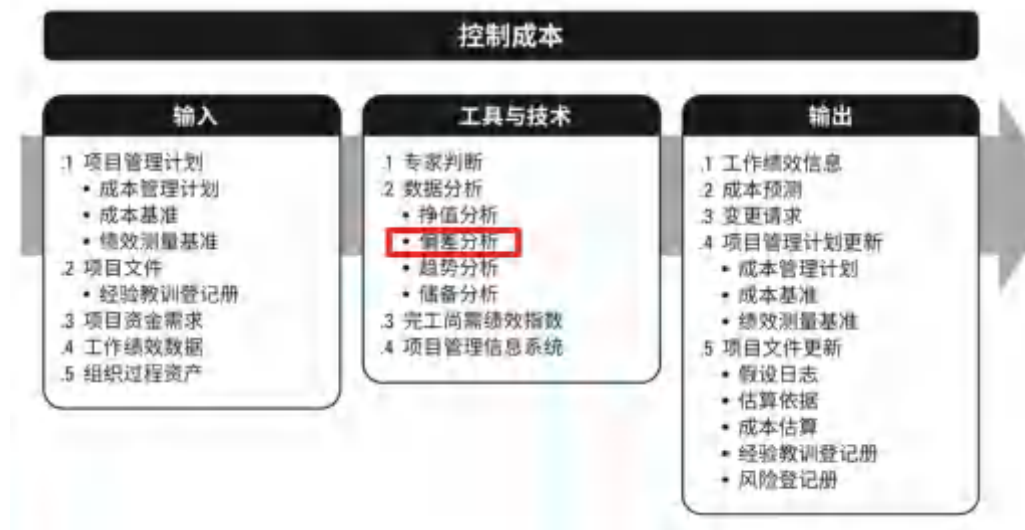 控制成本
输入
.1 项目管理计划
• 成本管理计划
• 成本基准
• 绩效测量基准
.2 项目文件
• 经验教训登记册
.3 项目资金需求
.4 工作绩效数据
.5 组织过程资产
工具与技术
.1 专家判断
.2 数据分析
• 挣值分析
• 偏差分析
• 趋势分析
• 储备分析
.3 完工尚需绩效指数
.4 项目管理信息系统
输出
.1 工作绩效信息
.2 成本预测
.3 变更请求
.4 项目管理计划更新
• 成本管理计划
• 成本基准
• 绩效测量基准
.5 项目文件更新
• 假设日志
• 估算依据
• 成本估算
• 经验教训登记册
• 风险登记册